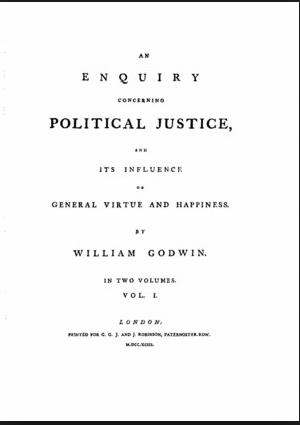 AN
ENQUIRY
CONCERNING
POLITICAL JUSTICE,
AND
ITS INFLUENCE
ON
GENERAL VIRTUE AND HAPPINESS.
BY
WILLIAM GODWIN.
IN TWO VOLUMES.
VOL. I.
LONDON:
PRINTED FOR G. G. J. AND J. ROBINSON, PATERNOSTER-ROW.
M.DCC.XCIII.